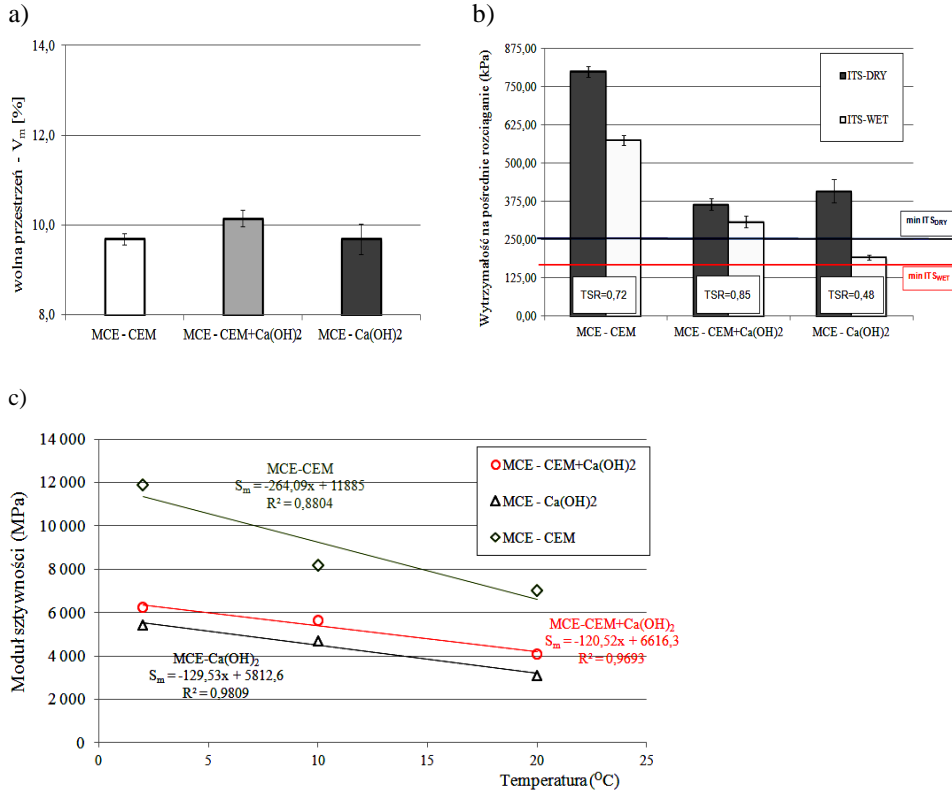 a)
wolna przestrzeń - Vₘ [%]
14,0
12,0
10,0
8,0
MCE - CEM
MCE - CEM+Ca(OH)2
MCE - Ca(OH)2
b)
Wytrzymałość na pośrednie rozciąganie (kPa)
875,00
750,00
625,00
500,00
375,00
250,00
125,00
0,00
ITS-DRY
ITS-WET
min ITS_DRY
min ITS_WET
TSR=0,72
TSR=0,85
TSR=0,48
MCE - CEM
MCE - CEM+Ca(OH)2
MCE - Ca(OH)2
c)
Moduł sztywności (MPa)
14 000
12 000
10 000
8 000
6 000
4 000
2 000
0
MCE-CEM
Sₘ = -264,09x + 11885
R² = 0,8804
MCE - CEM+Ca(OH)2
MCE - Ca(OH)2
MCE - CEM
MCE-CEM+Ca(OH)₂
Sₘ = -120,52x + 6616,3
R² = 0,9693
MCE-Ca(OH)₂
Sₘ = -129,53x + 5812,6
R² = 0,9809
0
5
10
15
20
25
Temperatura (ᴼC)